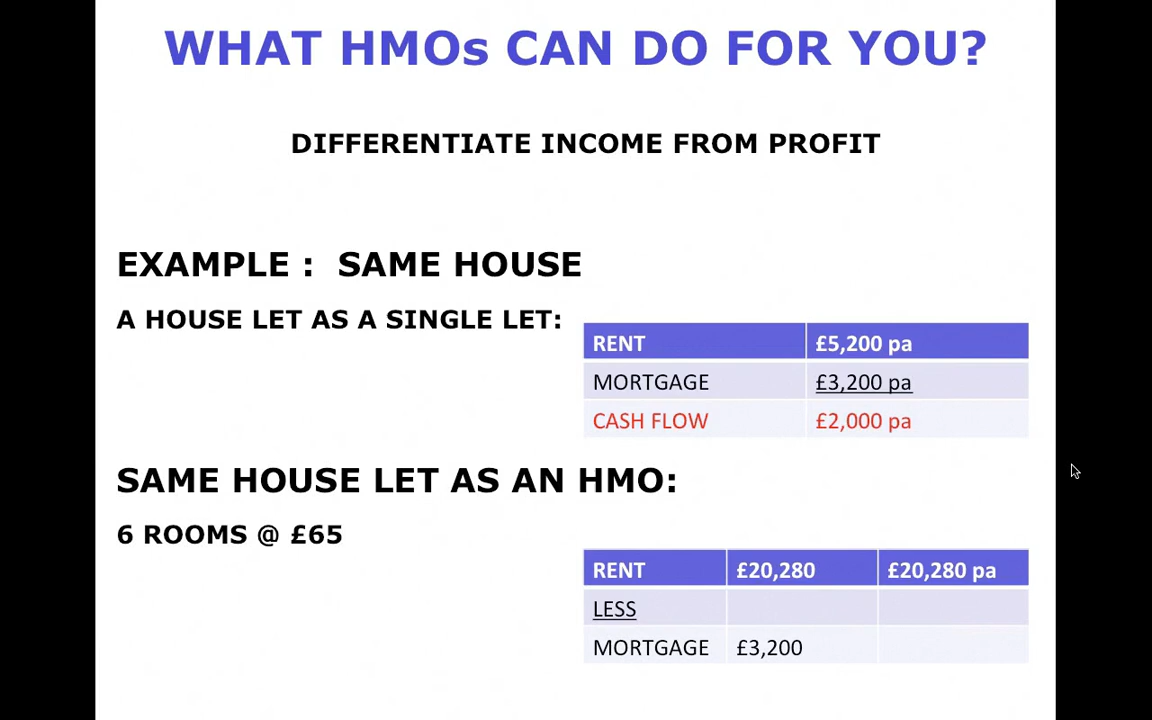 WHAT HMOs CAN DO FOR YOU?
DIFFERENTIATE INCOME FROM PROFIT
EXAMPLE : SAME HOUSE
A HOUSE LET AS A SINGLE LET:
RENT £5,200 pa
MORTGAGE £3,200 pa
CASH FLOW £2,000 pa
SAME HOUSE LET AS AN HMO:
6 ROOMS @ £65
RENT £20,280 £20,280 pa
LESS
MORTGAGE £3,200